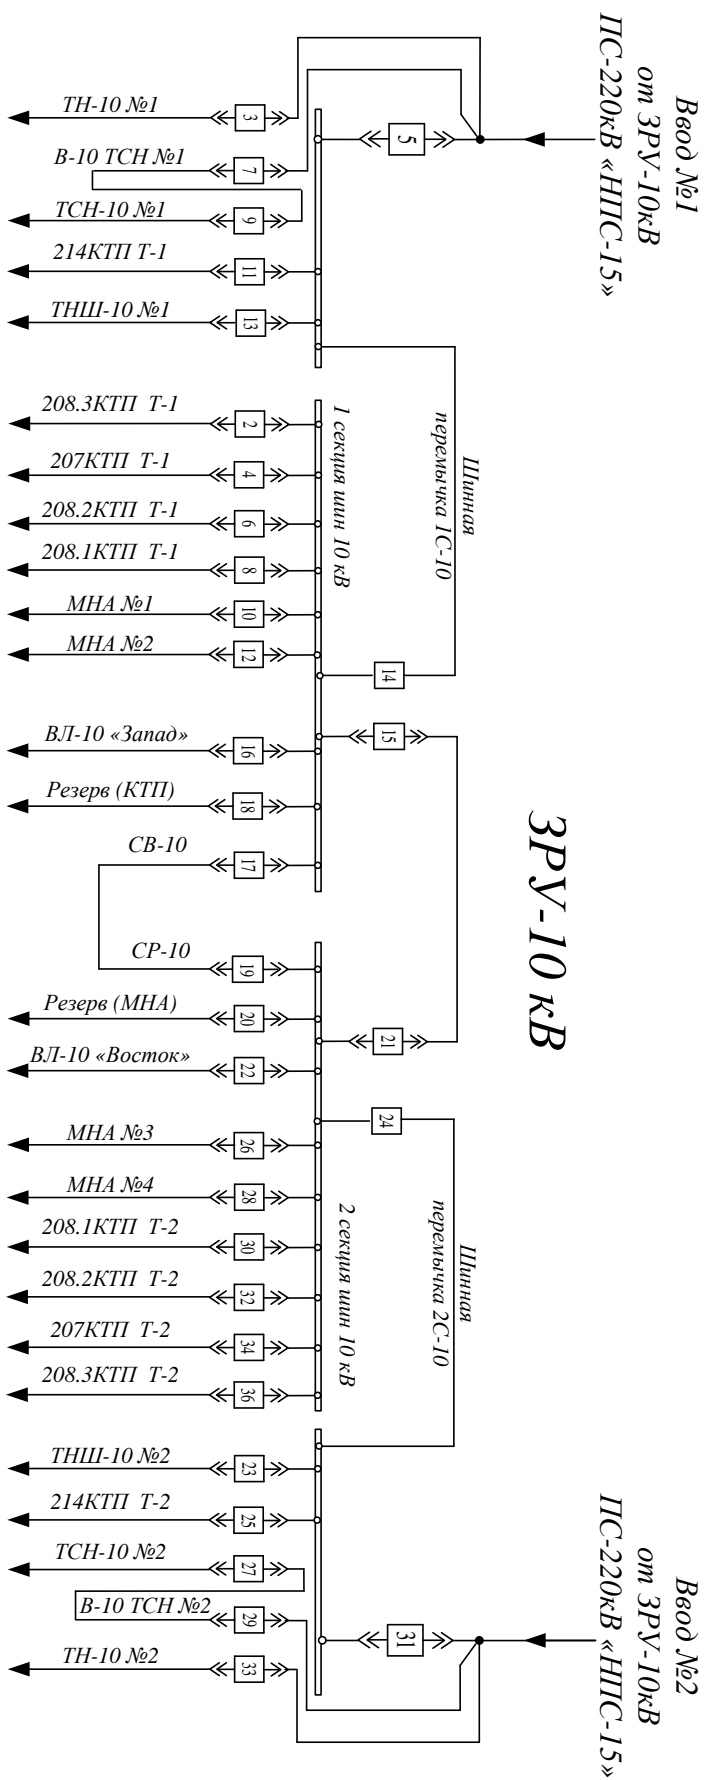 Ввод №1
от ЗРУ-10кВ
ПС-220кВ «НПС-15»
5
ТН-10 №1
3
В-10 ТСН №1
7
ТСН-10 №1
9
214КТП Т-1
11
ТНШ-10 №1
13
Шинная
перемычка 1С-10
1 секция шин 10 кВ
208.3КТП Т-1
2
207КТП Т-1
4
208.2КТП Т-1
6
208.1КТП Т-1
8
МНА №1
10
МНА №2
12
14
15
ВЛ-10 «Запад»
16
Резерв (КТП)
18
СВ-10
17
ЗРУ-10 кВ
СР-10
19
Резерв (МНА)
20
21
ВЛ-10 «Восток»
22
24
МНА №3
26
МНА №4
28
208.1КТП Т-2
30
208.2КТП Т-2
32
207КТП Т-2
34
208.3КТП Т-2
36
2 секция шин 10 кВ
Шинная
перемычка 2С-10
ТНШ-10 №2
23
214КТП Т-2
25
ТСН-10 №2
27
В-10 ТСН №2
29
31
ТН-10 №2
33
Ввод №2
от ЗРУ-10кВ
ПС-220кВ «НПС-15»